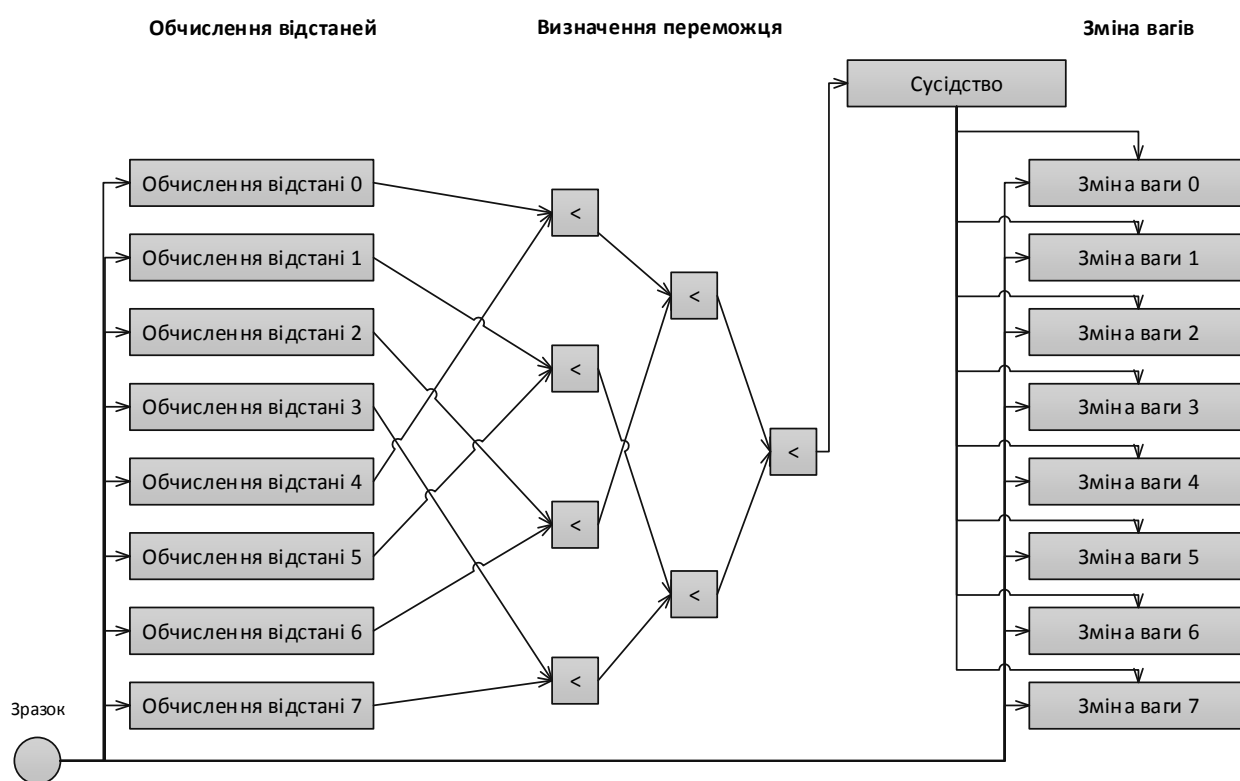 Обчислення відстаней
Визначення переможця
Зміна вагів
Сусідство
Обчислення відстані 0
Обчислення відстані 1
Обчислення відстані 2
Обчислення відстані 3
Обчислення відстані 4
Обчислення відстані 5
Обчислення відстані 6
Обчислення відстані 7
<
<
<
<
<
<
<
Зміна ваги 0
Зміна ваги 1
Зміна ваги 2
Зміна ваги 3
Зміна ваги 4
Зміна ваги 5
Зміна ваги 6
Зміна ваги 7
Зразок